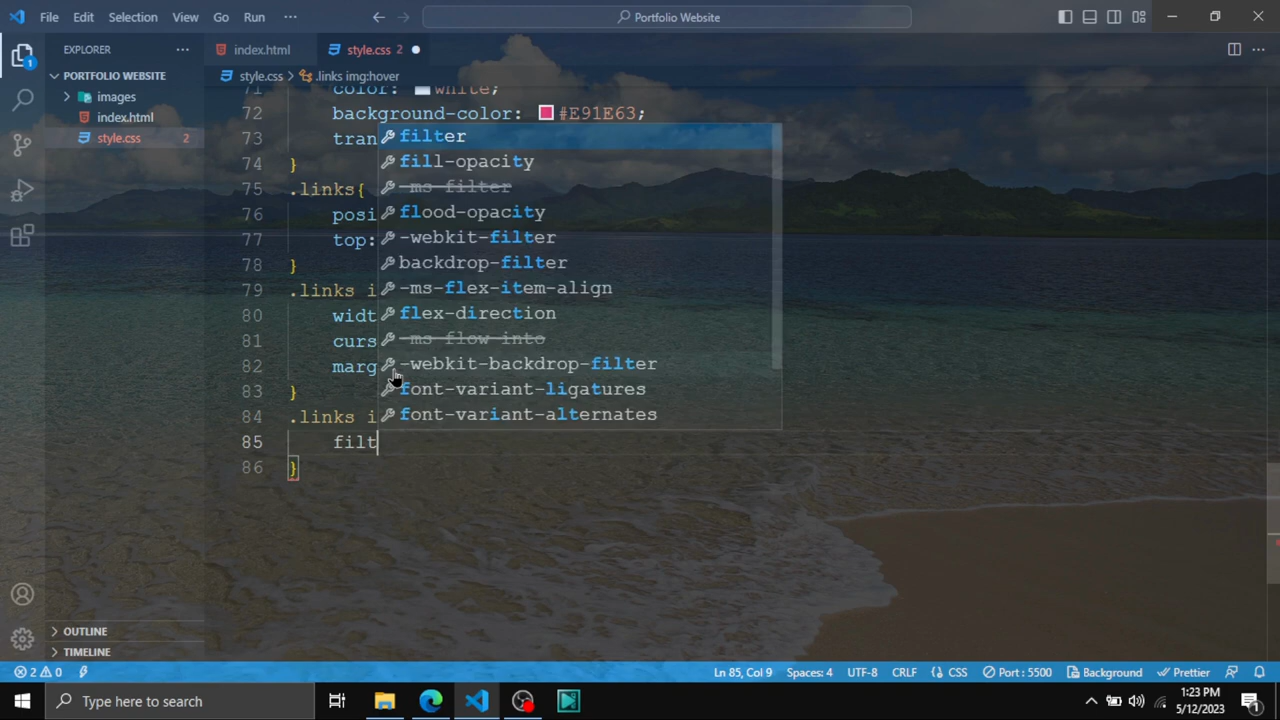 File Edit Selection View Go Run ··· Portfolio Website
EXPLORER ··· index.html style.css 2
PORTFOLIO WEBSITE
images
index.html
style.css 2
1
style.css > .links img:hover
71 color: white;
72 background-color: #E91E63;
73 tran
74 }
75 .links{
76 posi
77 top:
78 }
79 .links i
80 widt
81 curs
82 marg
83 }
84 .links i
85 filt
86 }
filter
fill-opacity
-ms-filter
flood-opacity
-webkit-filter
backdrop-filter
-ms-flex-item-align
flex-direction
-ms-flow-into
-webkit-backdrop-filter
font-variant-ligatures
font-variant-alternates
OUTLINE
TIMELINE
2 0 Ln 85, Col 9 Spaces: 4 UTF-8 CRLF {} CSS Port : 5500 Background Prettier
Type here to search 1:23 PM
5/12/2023 1